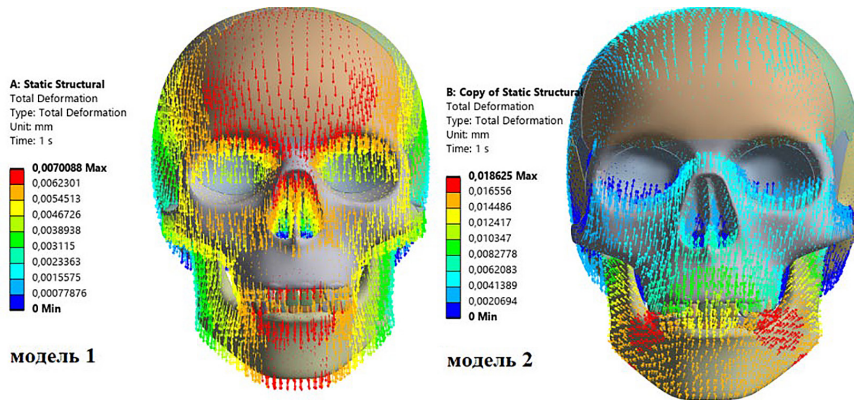 A: Static Structural
Total Deformation
Type: Total Deformation
Unit: mm
Time: 1 s
0,0070088 Max
0,0062301
0,0054513
0,0046726
0,0038938
0,003115
0,0023363
0,0015575
0,00077876
0 Min
модель 1
B: Copy of Static Structural
Total Deformation
Type: Total Deformation
Unit: mm
Time: 1 s
0,018625 Max
0,016556
0,014486
0,012417
0,010347
0,0082778
0,0062083
0,0041389
0,0020694
0 Min
модель 2